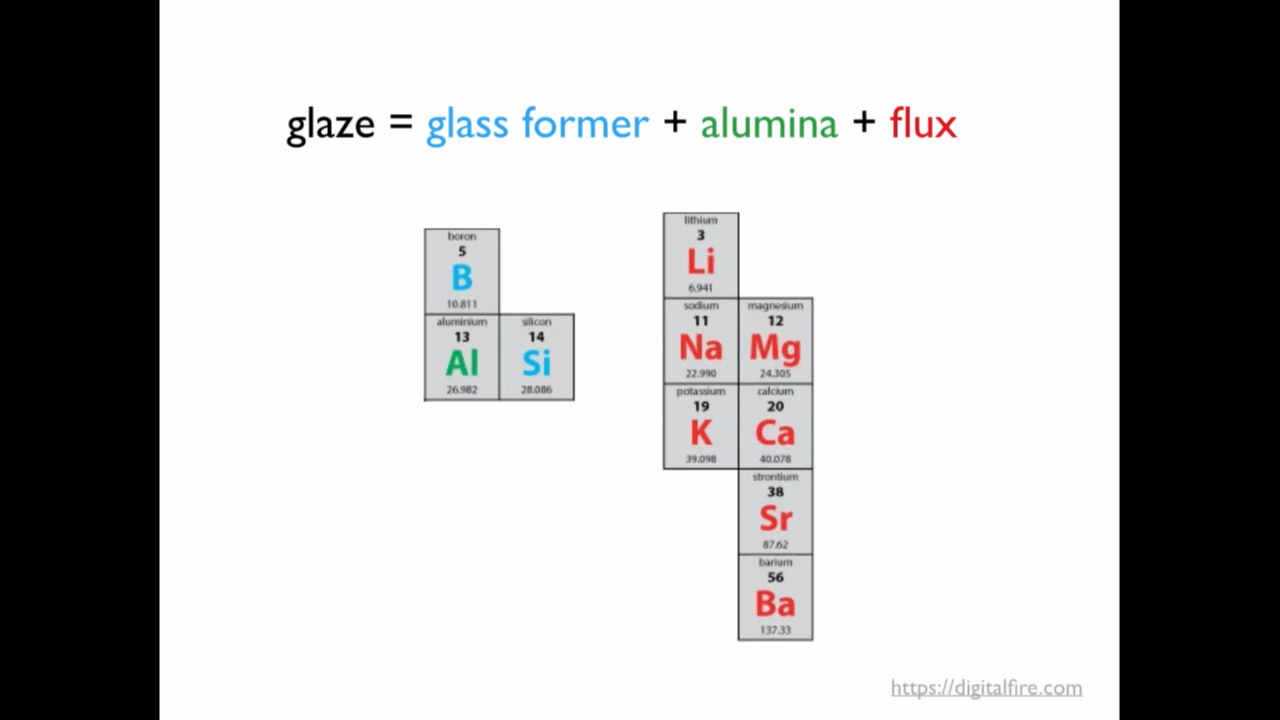 glaze = glass former + alumina + flux
boron
5
B
10.811
aluminium
13
Al
26.982
silicon
14
Si
28.086
lithium
3
Li
6.941
sodium
11
Na
22.990
magnesium
12
Mg
24.305
potassium
19
K
39.098
calcium
20
Ca
40.078
strontium
38
Sr
87.62
barium
56
Ba
137.33
https://digitalfire.com